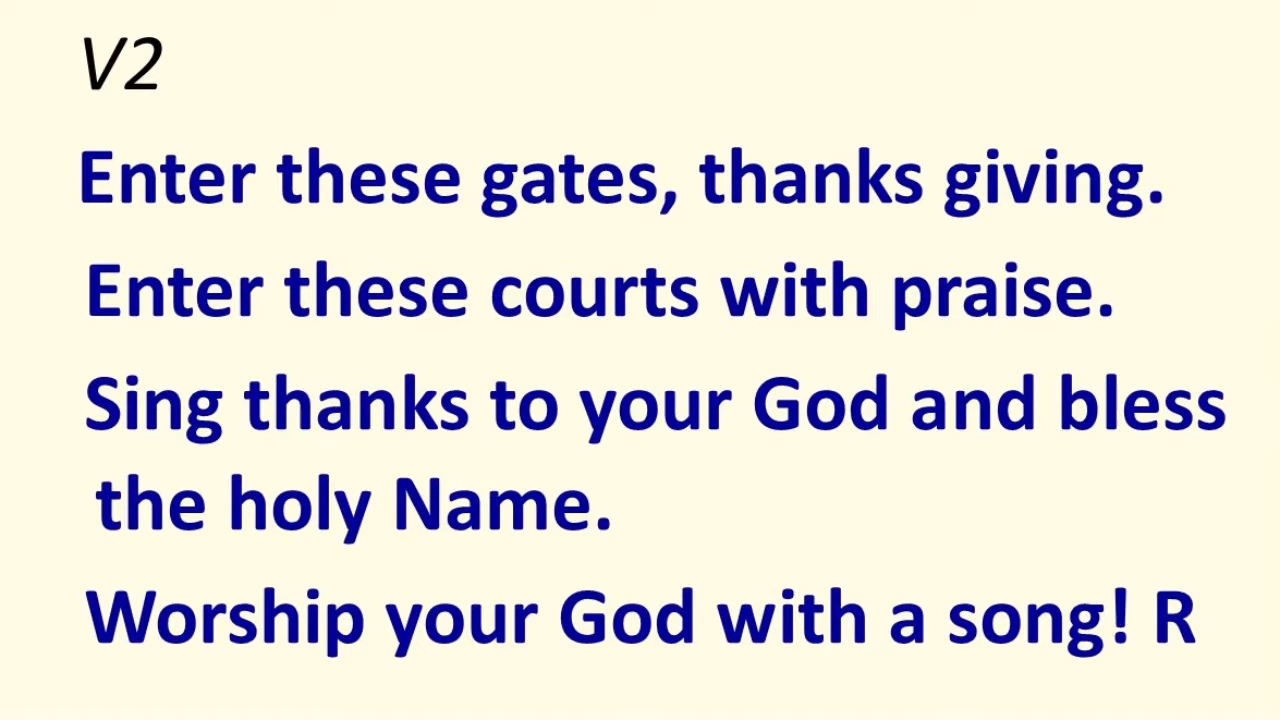 V2
Enter these gates, thanks giving.
Enter these courts with praise.
Sing thanks to your God and bless
the holy Name.
Worship your God with a song! R